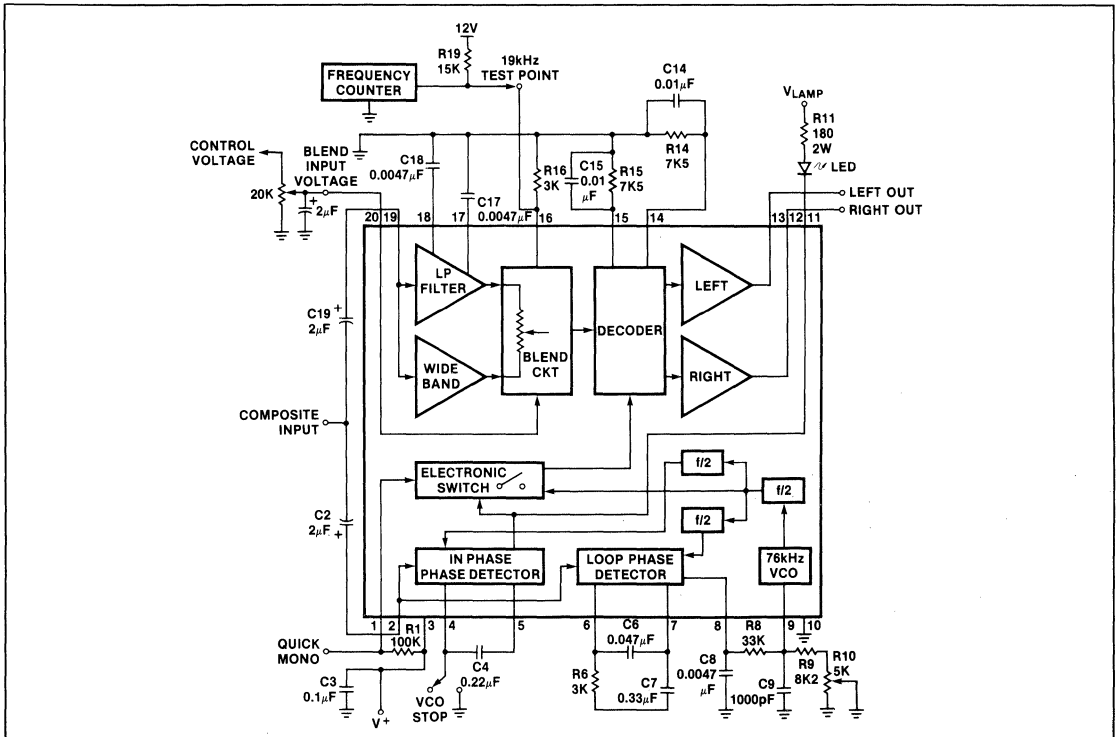 12V
R19
15K
19kHz
TEST POINT
FREQUENCY
COUNTER
C14
0.01μF
VLAMP
R11
180
2W
LED
CONTROL
VOLTAGE
BLEND
INPUT
VOLTAGE
20K
+
2μF
C18
0.0047μF
C17
0.0047μF
R16
3K
C15
0.01
μF
R15
7K5
R14
7K5
LEFT OUT
RIGHT OUT
20 19 18 17 16 15 14 13 12 11
LP
FILTER
WIDE
BAND
BLEND
CKT
DECODER
LEFT
RIGHT
C19
+
2μF
COMPOSITE
INPUT
C2
2μF
+
ELECTRONIC
SWITCH
f/2
f/2
f/2
IN PHASE
PHASE DETECTOR
LOOP PHASE
DETECTOR
76kHz
VCO
1 2 3 4 5 6 7 8 9 10
QUICK
MONO
R1
100K
C3
0.1μF
V+
C4
0.22μF
VCO
STOP
C6
0.047μF
R6
3K
C7
0.33μF
C8
0.0047
μF
R8
33K
C9
1000pF
R9
8K2
R10
5K